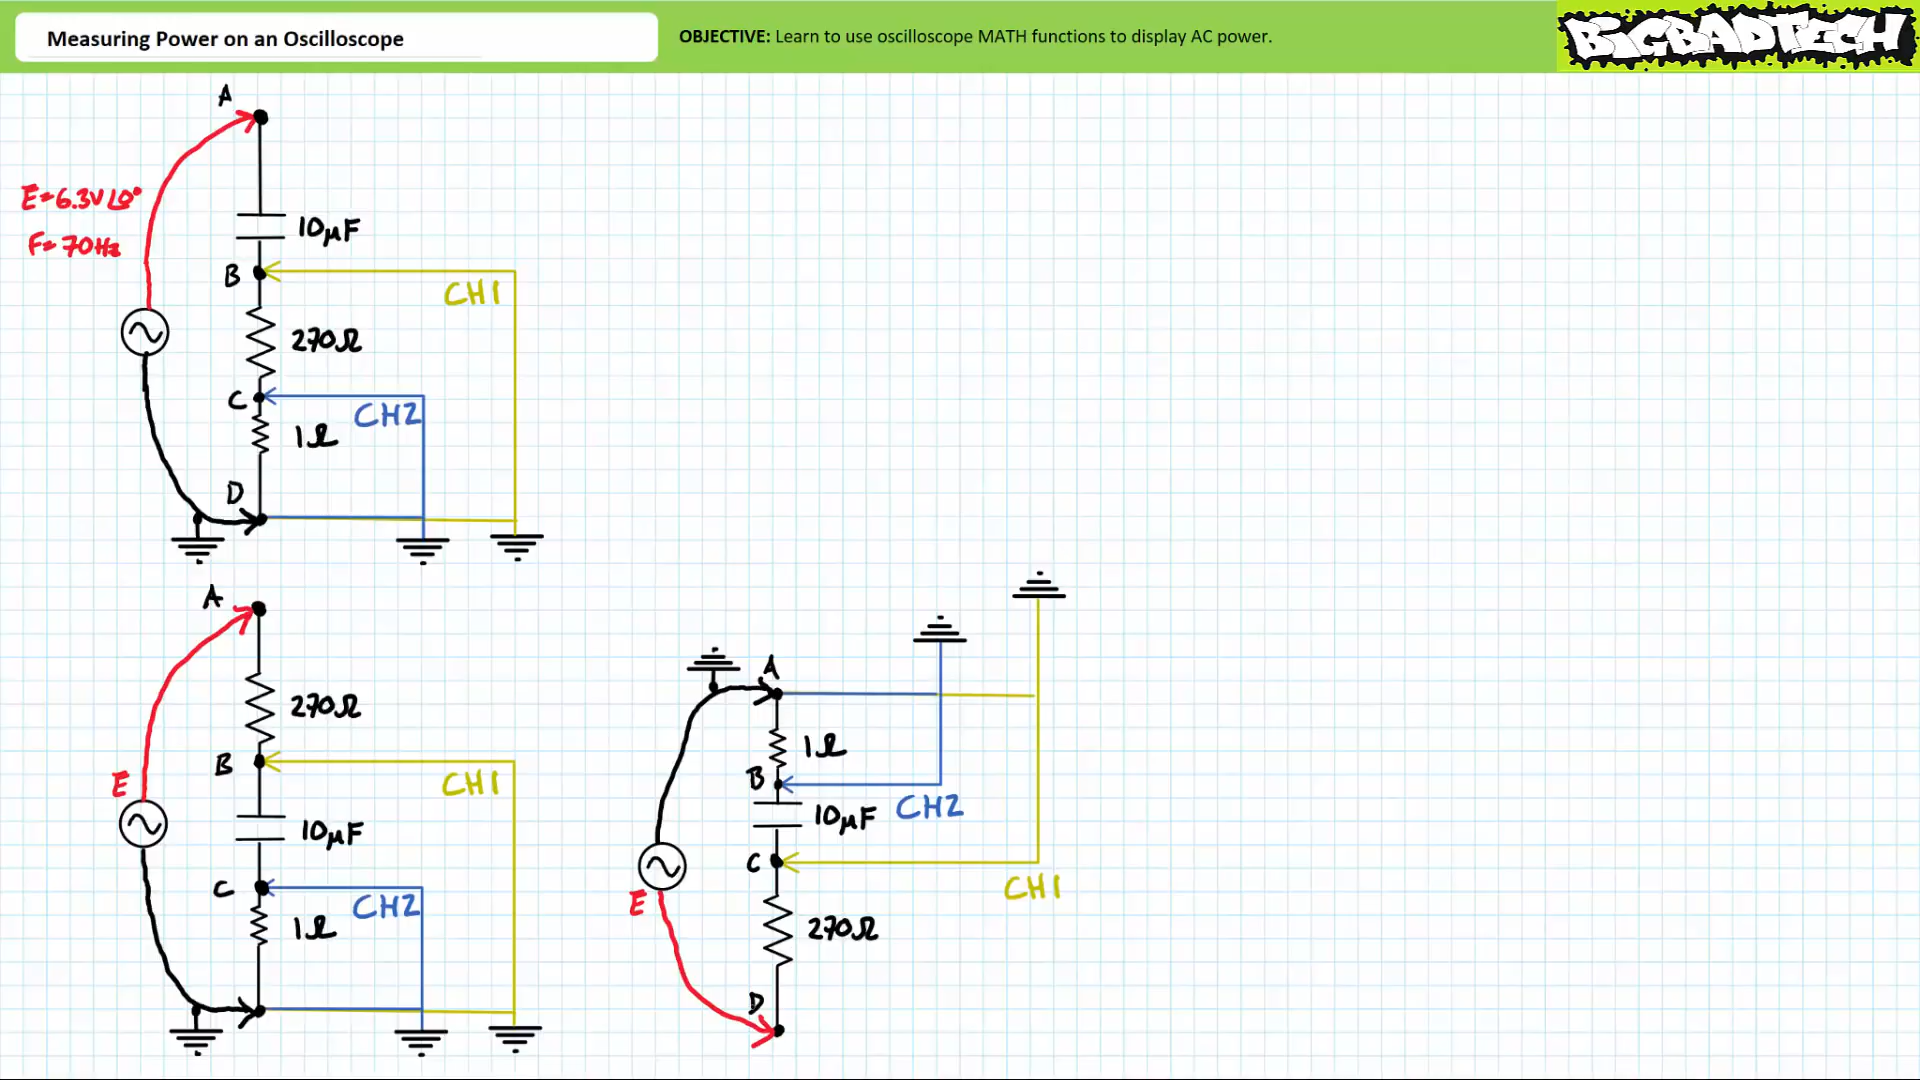 Measuring Power on an Oscilloscope
OBJECTIVE: Learn to use oscilloscope MATH functions to display AC power.
BIGBADTECH
A
E=6.3V∠0°
F=70Hz
10µF
B
CH1
270Ω
C
CH2
1Ω
D
A
270Ω
B
E
CH1
10µF
C
CH2
1Ω
A
1Ω
B
10µF
CH2
C
CH1
E
270Ω
D